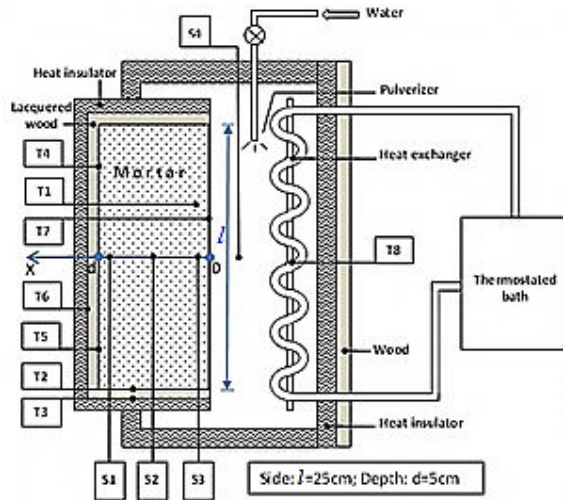 S4
Water
Heat insulator
Pulverizer
Lacquered
wood
T4
Mortar
Heat exchanger
T1
T7
l
T8
X
d
0
Thermostated
bath
T6
T5
Wood
T2
T3
Heat insulator
S1
S2
S3
Side: l=25cm; Depth: d=5cm